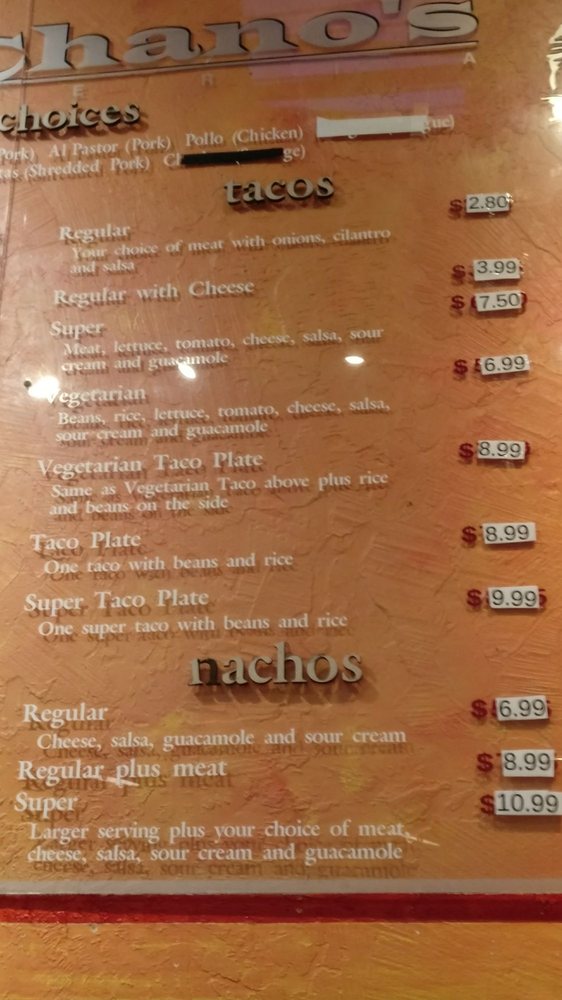 Chano's
E R I A
choices
Pork) Al Pastor (Pork) Pollo (Chicken)
tas (Shredded Pork)
tacos
Regular $2.80
Your choice of meat with onions, cilantro
and salsa
Regular with Cheese $3.99
Super $7.50
Meat, lettuce, tomato, cheese, salsa, sour
cream and guacamole
Vegetarian $6.99
Beans, rice, lettuce, tomato, cheese, salsa,
sour cream and guacamole
Vegetarian Taco Plate $8.99
Same as Vegetarian Taco above plus rice
and beans on the side
Taco Plate $8.99
One taco with beans and rice
Super Taco Plate $9.99
One super taco with beans and rice
nachos
Regular $6.99
Cheese, salsa, guacamole and sour cream
Regular plus meat $8.99
Super $10.99
Larger serving plus your choice of meat,
cheese, salsa, sour cream and guacamole